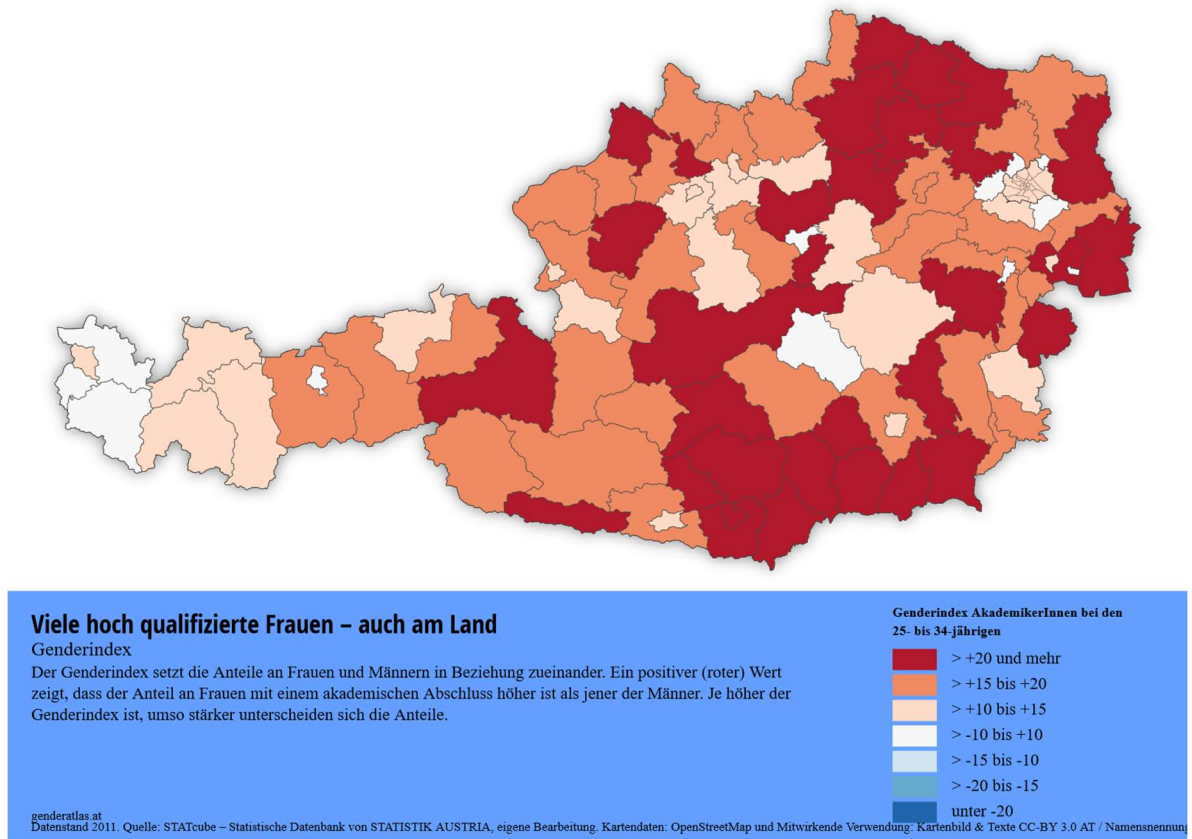 Viele hoch qualifizierte Frauen – auch am Land
Genderindex
Der Genderindex setzt die Anteile an Frauen und Männern in Beziehung zueinander. Ein positiver (roter) Wert
zeigt, dass der Anteil an Frauen mit einem akademischen Abschluss höher ist als jener der Männer. Je höher der
Genderindex ist, umso stärker unterscheiden sich die Anteile.
Genderindex AkademikerInnen bei den
25- bis 34-jährigen
> +20 und mehr
> +15 bis +20
> +10 bis +15
> -10 bis +10
> -15 bis -10
> -20 bis -15
unter -20
genderatlas.at
Datenstand 2011. Quelle: STATcube – Statistische Datenbank von STATISTIK AUSTRIA, eigene Bearbeitung. Kartendaten: OpenStreetMap und Mitwirkende Verwendung: Kartenbild & Texte CC-BY 3.0 AT / Namensnennung